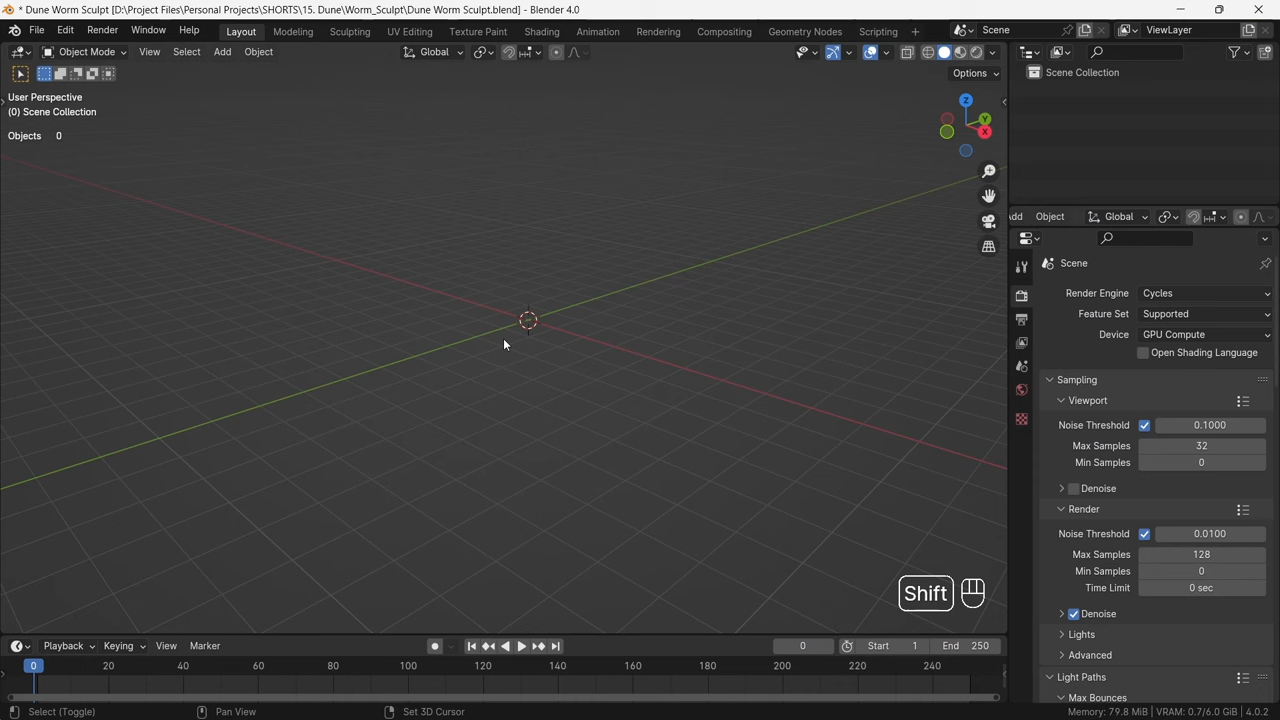 * Dune Worm Sculpt [D:\Project Files\Personal Projects\SHORTS\15. Dune\Worm_Sculpt\Dune Worm Sculpt.blend] - Blender 4.0
File Edit Render Window Help Layout Modeling Sculpting UV Editing Texture Paint Shading Animation Rendering Compositing Geometry Nodes Scripting + Scene ViewLayer
Object Mode View Select Add Object Global
Options
User Perspective
(0) Scene Collection
Objects 0
Z
Y
X
Scene Collection
Add Object Global
Scene
Render Engine Cycles
Feature Set Supported
Device GPU Compute
Open Shading Language
Sampling
Viewport
Noise Threshold 0.1000
Max Samples 32
Min Samples 0
Denoise
Render
Noise Threshold 0.0100
Max Samples 128
Min Samples 0
Time Limit 0 sec
Denoise
Lights
Advanced
Light Paths
Max Bounces
Shift
Playback Keying View Marker 0 Start 1 End 250
0 20 40 60 80 100 120 140 160 180 200 220 240
Select (Toggle) Pan View Set 3D Cursor Memory: 79.8 MiB | VRAM: 0.7/6.0 GiB | 4.0.2